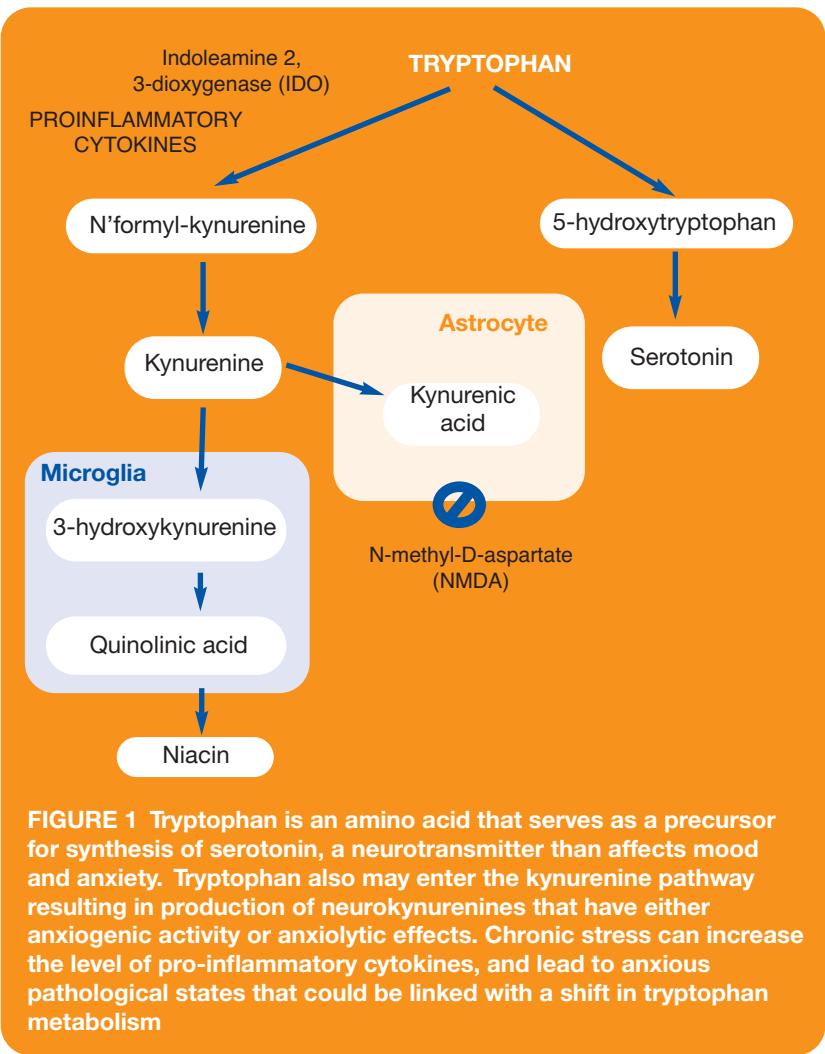 Indoleamine 2,
3-dioxygenase (IDO)
TRYPTOPHAN
PROINFLAMMATORY
CYTOKINES
N’formyl-kynurenine
5-hydroxytryptophan
Astrocyte
Kynurenine
Serotonin
Kynurenic
acid
Microglia
3-hydroxykynurenine
N-methyl-D-aspartate
(NMDA)
Quinolinic acid
Niacin
FIGURE 1 Tryptophan is an amino acid that serves as a precursor
for synthesis of serotonin, a neurotransmitter than affects mood
and anxiety. Tryptophan also may enter the kynurenine pathway
resulting in production of neurokynurenines that have either
anxiogenic activity or anxiolytic effects. Chronic stress can increase
the level of pro-inflammatory cytokines, and lead to anxious
pathological states that could be linked with a shift in tryptophan
metabolism